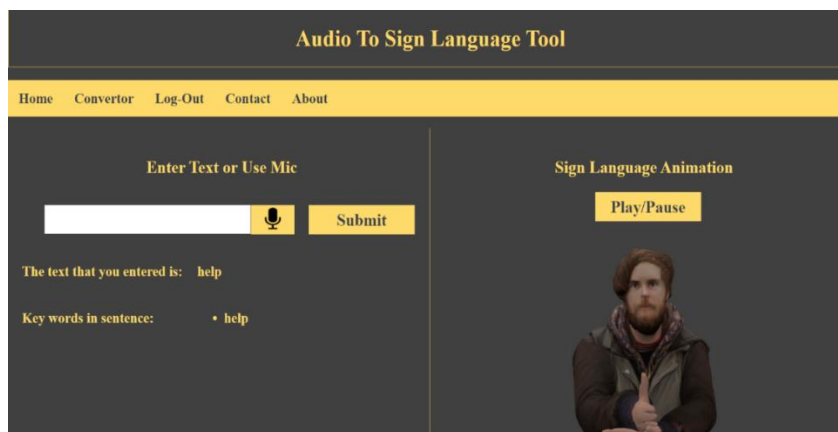 Audio To Sign Language Tool
Home Convertor Log-Out Contact About
Enter Text or Use Mic
Submit
The text that you entered is: help
Key words in sentence: • help
Sign Language Animation
Play/Pause